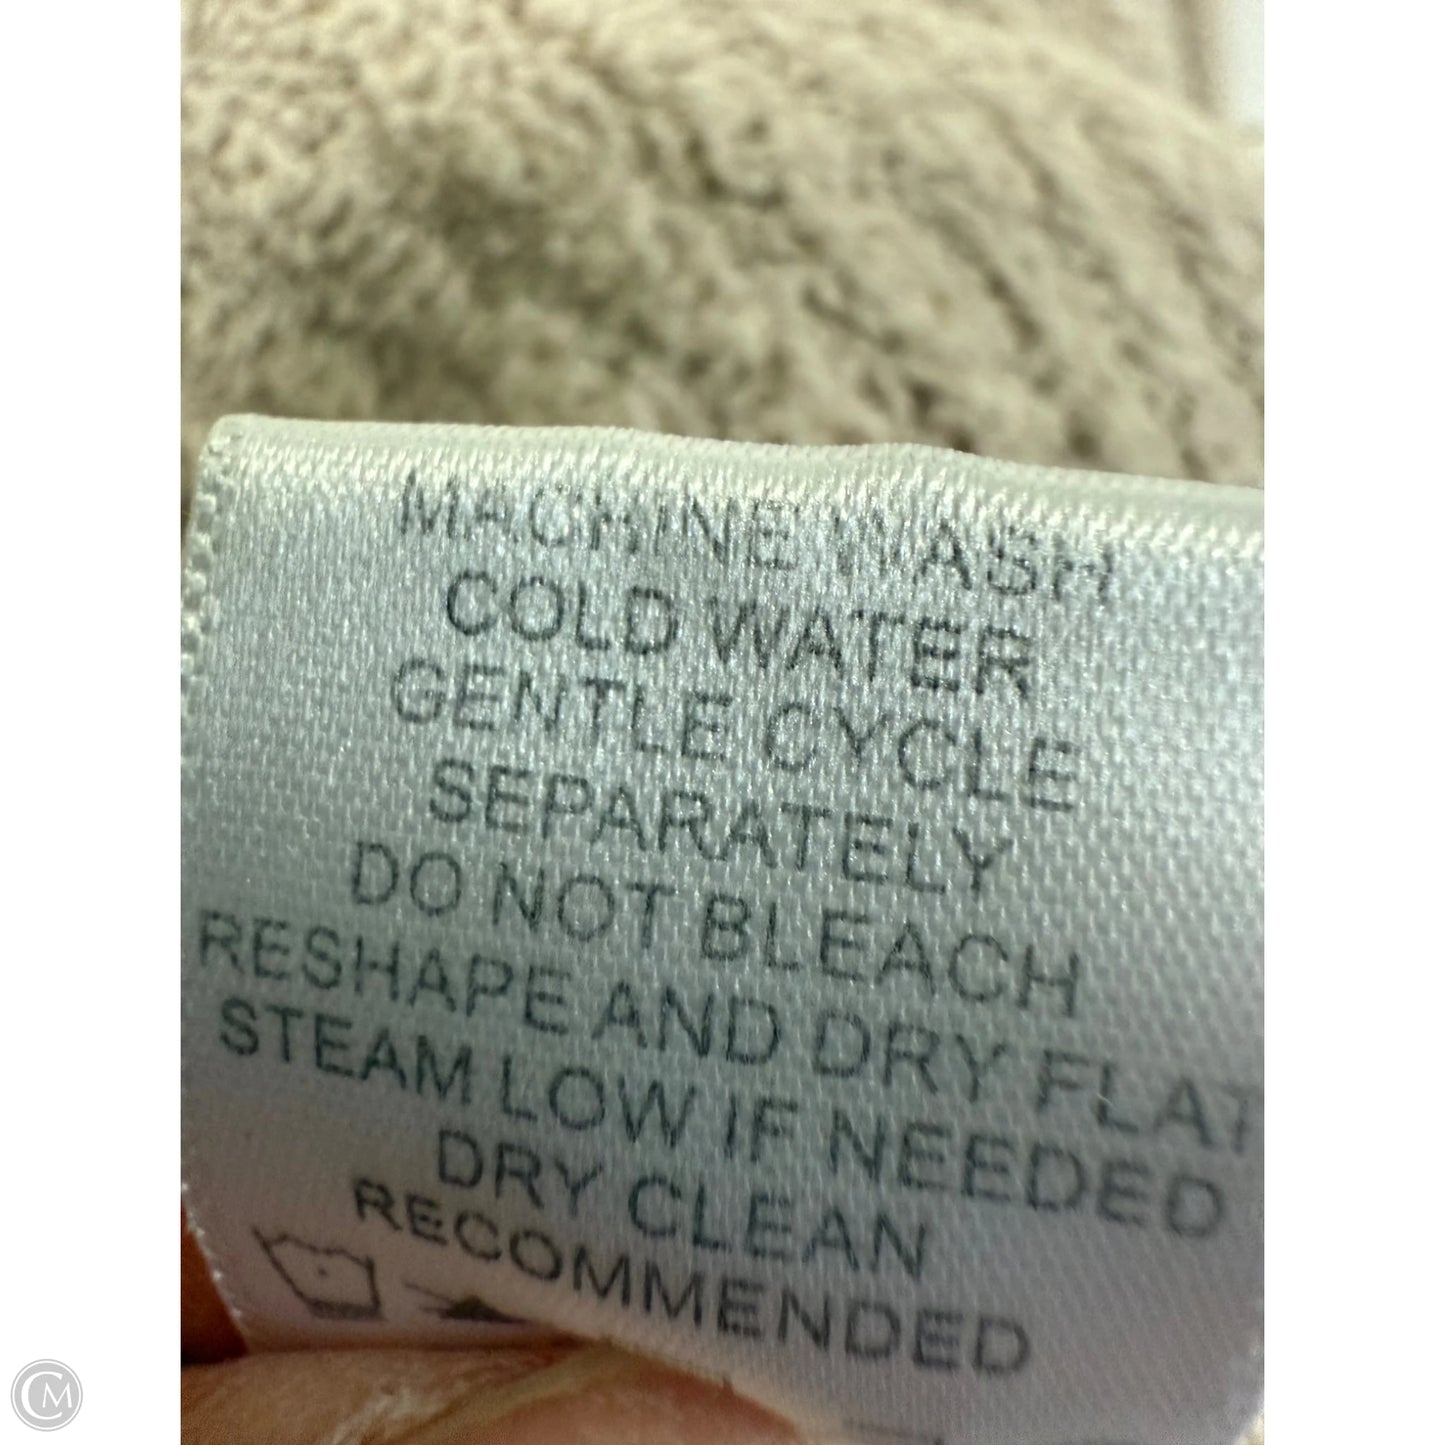 MACHINE WASH
COLD WATER
GENTLE CYCLE
SEPARATELY
DO NOT BLEACH
RESHAPE AND DRY FLAT
STEAM LOW IF NEEDED
DRY CLEAN
RECOMMENDED
CM